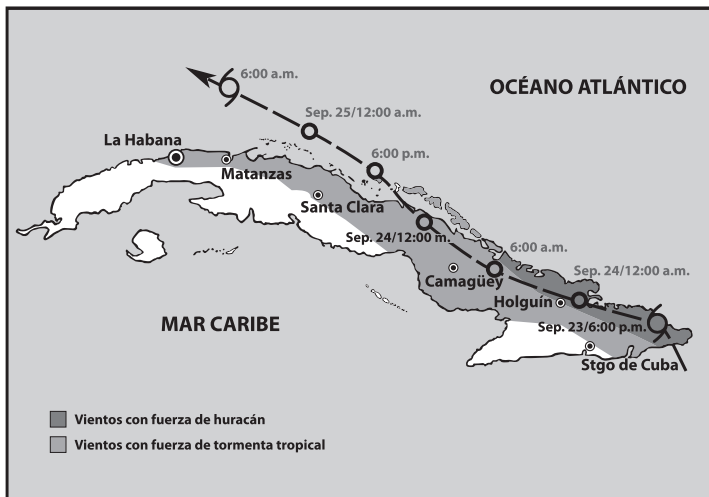 6:00 a.m.
OCÉANO ATLÁNTICO
Sep. 25/12:00 a.m.
La Habana
6:00 p.m.
Matanzas
Santa Clara
Sep. 24/12:00 m.
6:00 a.m.
Sep. 24/12:00 a.m.
Camagüey
Holguín
MAR CARIBE
Sep. 23/6:00 p.m.
Stgo de Cuba
Vientos con fuerza de huracán
Vientos con fuerza de tormenta tropical